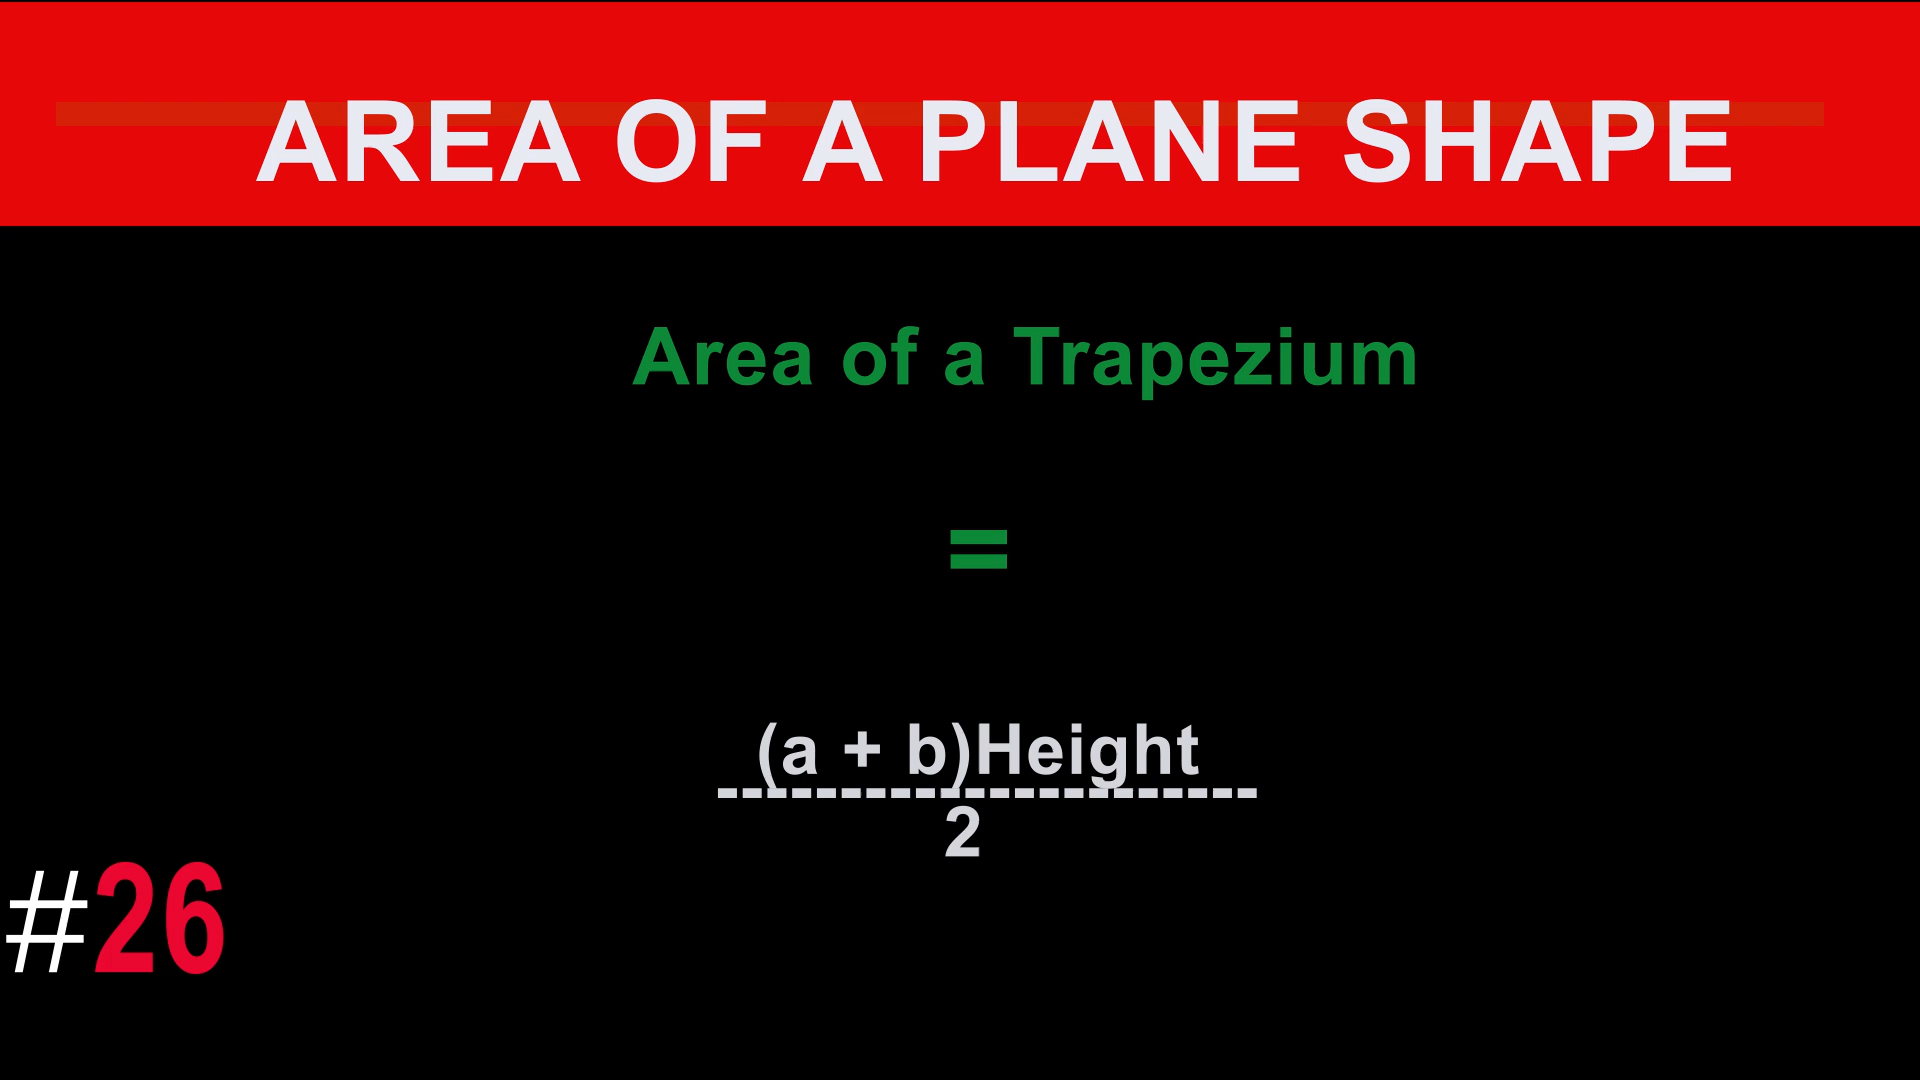 AREA OF A PLANE SHAPE
Area of a Trapezium
=
(a + b)Height
----------------------
2
#26